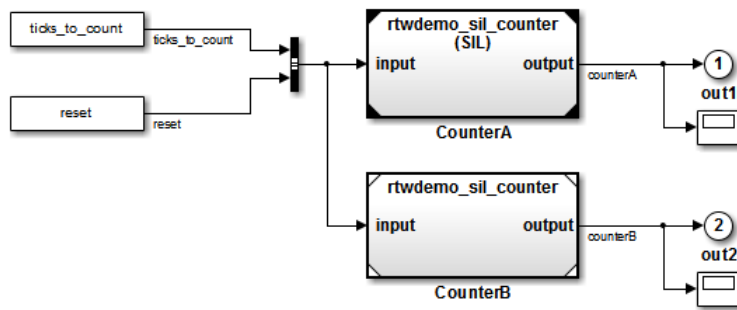 ticks_to_count
ticks_to_count
reset
reset
rtwdemo_sil_counter
(SIL)
input
output
counterA
CounterA
1
out1
rtwdemo_sil_counter
input
output
counterB
CounterB
2
out2